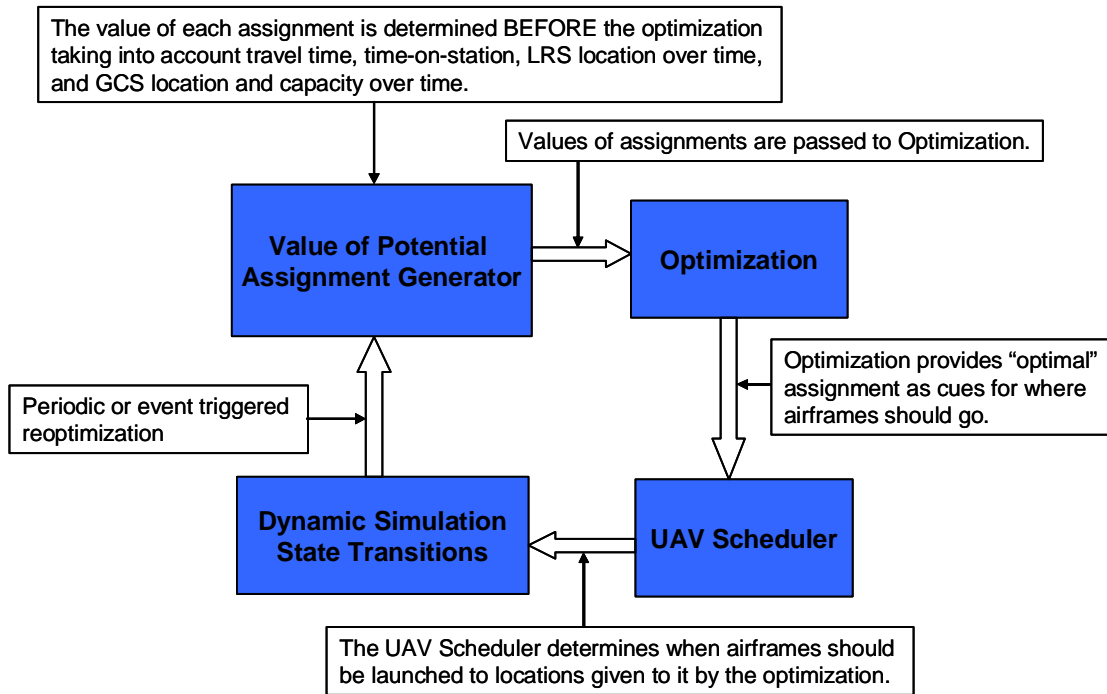 The value of each assignment is determined BEFORE the optimization
taking into account travel time, time-on-station, LRS location over time,
and GCS location and capacity over time.
Values of assignments are passed to Optimization.
Value of Potential
Assignment Generator
Optimization
Optimization provides “optimal”
assignment as cues for where
airframes should go.
Periodic or event triggered
reoptimization
Dynamic Simulation
State Transitions
UAV Scheduler
The UAV Scheduler determines when airframes should
be launched to locations given to it by the optimization.